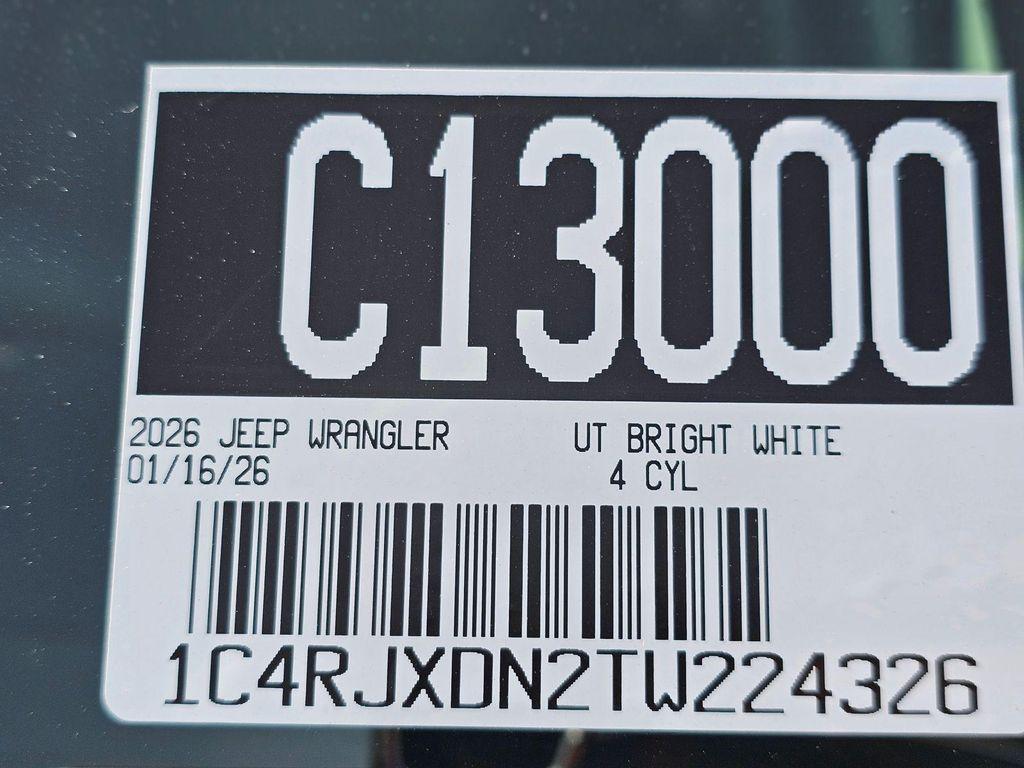 C13000
2026 JEEP WRANGLER UT BRIGHT WHITE
01/16/26 4 CYL
1C4RJXDN2TW224326